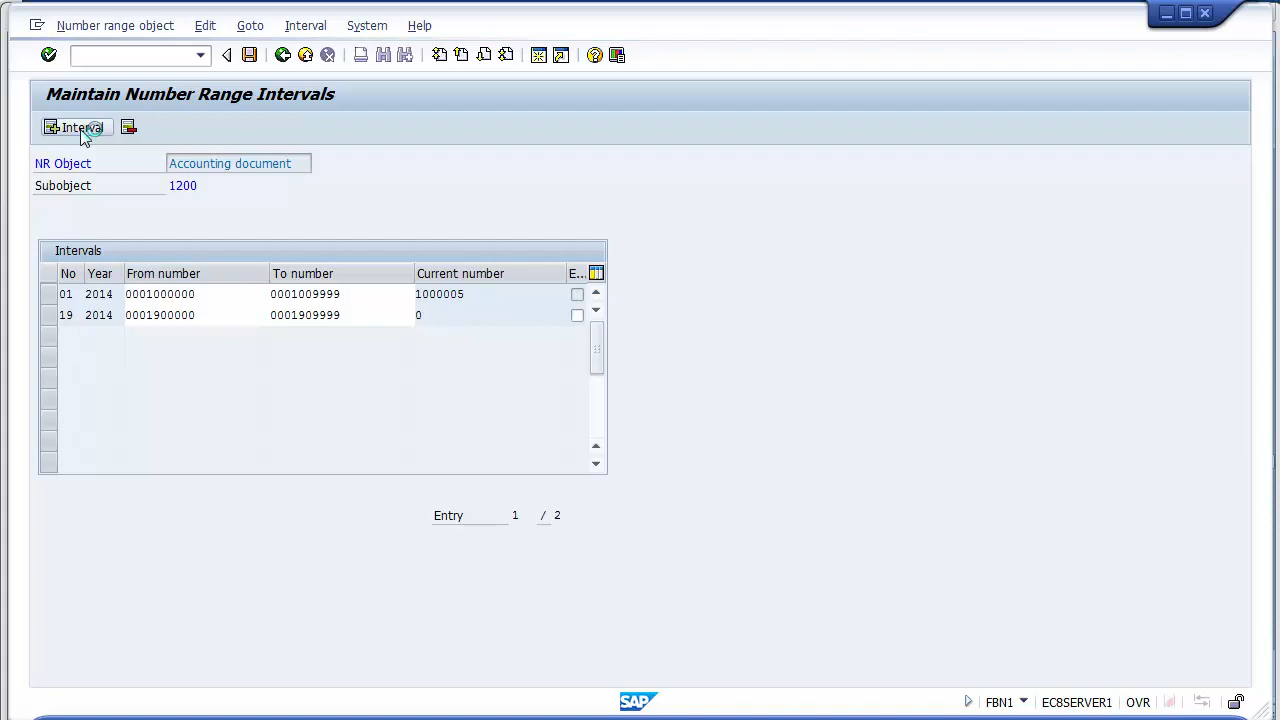 Number range object Edit Goto Interval System Help
Maintain Number Range Intervals
Interval
NR Object Accounting document
Subobject 1200
Intervals
No Year From number To number Current number E...
01 2014 0001000000 0001009999 1000005
19 2014 0001900000 0001909999 0
Entry 1 / 2
SAP FBN1 EC8SERVER1 OVR